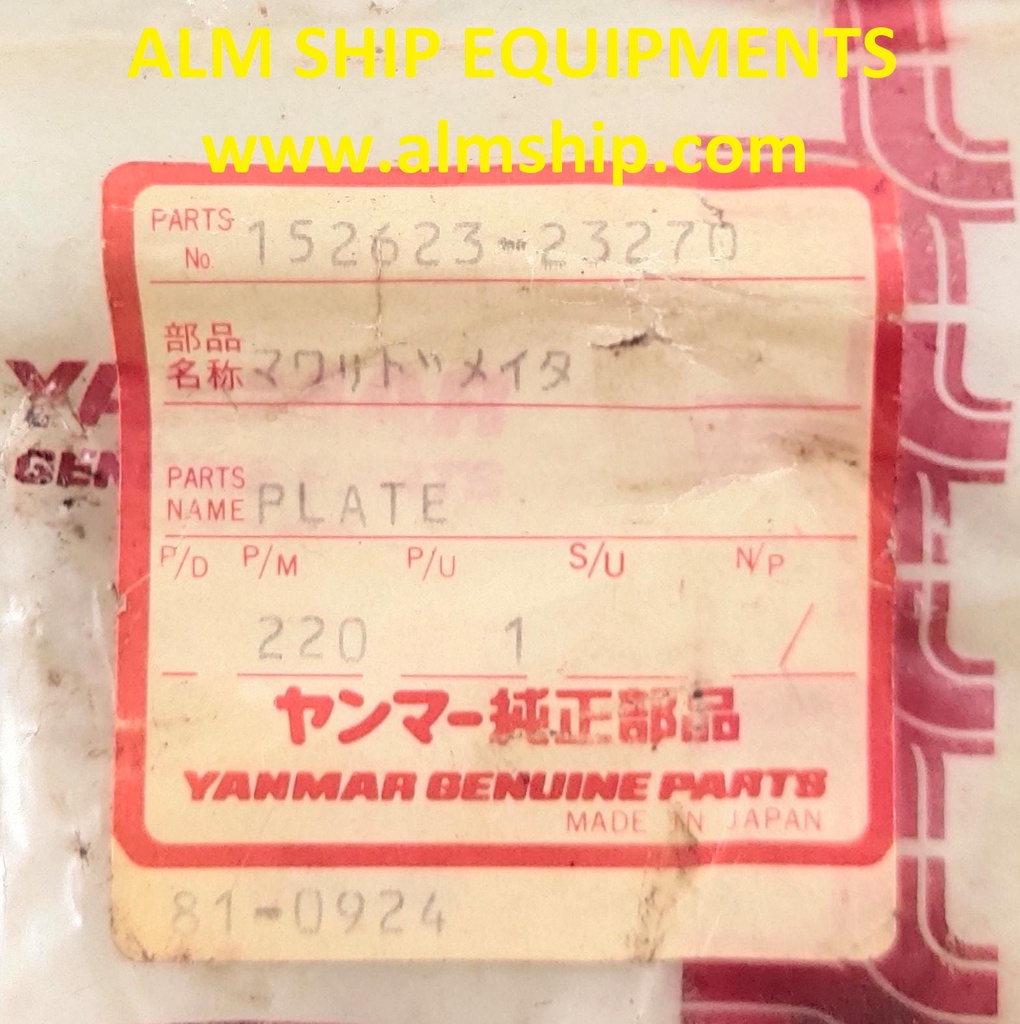 ALM SHIP EQUIPMENTS
www.almship.com
PARTS No. 152623-23270
部品名称 マワリドメイタ
PARTS NAME PLATE
P/D P/M P/U S/U N/P
220 1 /
ヤンマー純正部品
YANMAR GENUINE PARTS
MADE IN JAPAN
81-0924